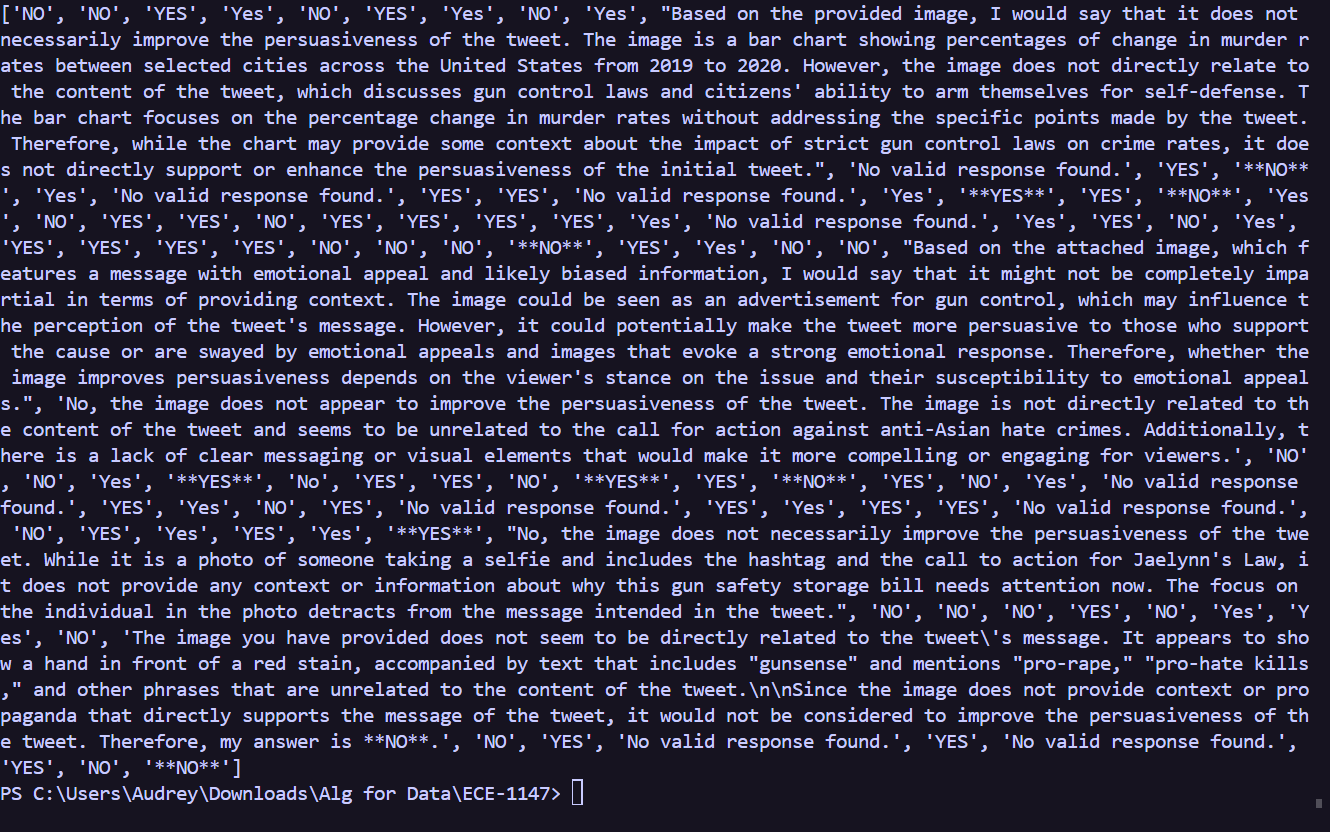 ['NO', 'NO', 'YES', 'Yes', 'NO', 'YES', 'Yes', 'NO', 'Yes', "Based on the provided image, I would say that it does not
necessarily improve the persuasiveness of the tweet. The image is a bar chart showing percentages of change in murder r
ates between selected cities across the United States from 2019 to 2020. However, the image does not directly relate to
 the content of the tweet, which discusses gun control laws and citizens' ability to arm themselves for self-defense. T
he bar chart focuses on the percentage change in murder rates without addressing the specific points made by the tweet.
 Therefore, while the chart may provide some context about the impact of strict gun control laws on crime rates, it doe
s not directly support or enhance the persuasiveness of the initial tweet.", 'No valid response found.', 'YES', '**NO**
', 'Yes', 'No valid response found.', 'YES', 'YES', 'No valid response found.', 'Yes', '**YES**', 'YES', '**NO**', 'Yes
', 'NO', 'YES', 'YES', 'NO', 'YES', 'YES', 'YES', 'YES', 'Yes', 'No valid response found.', 'Yes', 'YES', 'NO', 'Yes',
'YES', 'YES', 'YES', 'YES', 'NO', 'NO', 'NO', '**NO**', 'YES', 'Yes', 'NO', 'NO', "Based on the attached image, which f
eatures a message with emotional appeal and likely biased information, I would say that it might not be completely impa
rtial in terms of providing context. The image could be seen as an advertisement for gun control, which may influence t
he perception of the tweet's message. However, it could potentially make the tweet more persuasive to those who support
 the cause or are swayed by emotional appeals and images that evoke a strong emotional response. Therefore, whether the
 image improves persuasiveness depends on the viewer's stance on the issue and their susceptibility to emotional appeal
s.", 'No, the image does not appear to improve the persuasiveness of the tweet. The image is not directly related to th
e content of the tweet and seems to be unrelated to the call for action against anti-Asian hate crimes. Additionally, t
here is a lack of clear messaging or visual elements that would make it more compelling or engaging for viewers.', 'NO'
, 'NO', 'Yes', '**YES**', 'No', 'YES', 'YES', 'NO', '**YES**', 'YES', '**NO**', 'YES', 'NO', 'Yes', 'No valid response
found.', 'YES', 'Yes', 'NO', 'YES', 'No valid response found.', 'YES', 'Yes', 'YES', 'YES', 'No valid response found.',
 'NO', 'YES', 'Yes', 'YES', 'Yes', '**YES**', "No, the image does not necessarily improve the persuasiveness of the twe
et. While it is a photo of someone taking a selfie and includes the hashtag and the call to action for Jaelynn's Law, i
t does not provide any context or information about why this gun safety storage bill needs attention now. The focus on
the individual in the photo detracts from the message intended in the tweet.", 'NO', 'NO', 'NO', 'YES', 'NO', 'Yes', 'Y
es', 'NO', 'The image you have provided does not seem to be directly related to the tweet\'s message. It appears to sho
w a hand in front of a red stain, accompanied by text that includes "gunsense" and mentions "pro-rape," "pro-hate kills
," and other phrases that are unrelated to the content of the tweet.\n\nSince the image does not provide context or pro
paganda that directly supports the message of the tweet, it would not be considered to improve the persuasiveness of th
e tweet. Therefore, my answer is **NO**.', 'NO', 'YES', 'No valid response found.', 'YES', 'No valid response found.',
'YES', 'NO', '**NO**']
PS C:\Users\Audrey\Downloads\Alg for Data\ECE-1147>